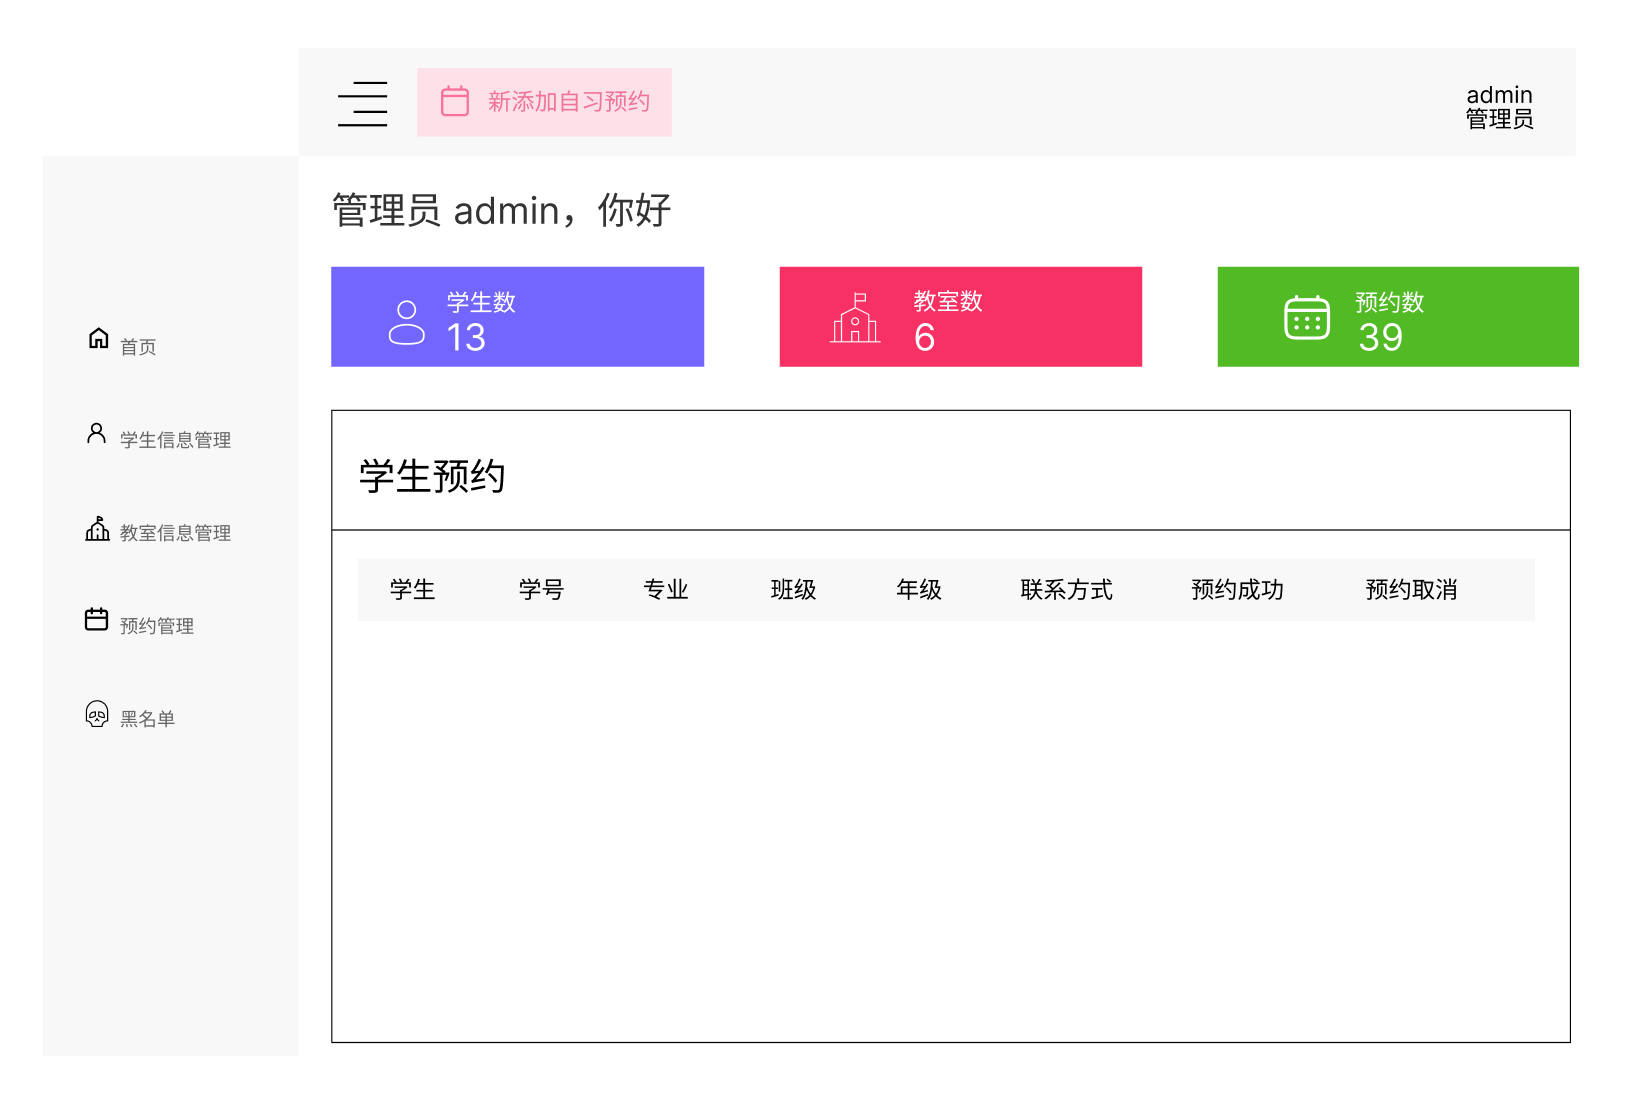 新添加自习预约
admin
管理员
管理员 admin，你好
学生数
13
教室数
6
预约数
39
首页
学生信息管理
教室信息管理
预约管理
黑名单
学生预约
学生 学号 专业 班级 年级 联系方式 预约成功 预约取消